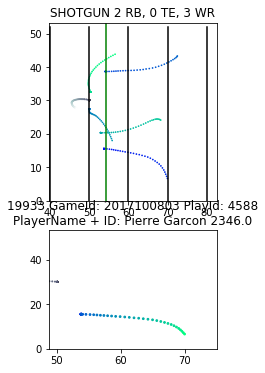 SHOTGUN 2 RB, 0 TE, 3 WR
50
40
30
20
10
0
40 50 60 70 80
19933 GameId: 2017100803 PlayId: 4588
PlayerName + ID: Pierre Garcon 2346.0
40
20
0
50 60 70